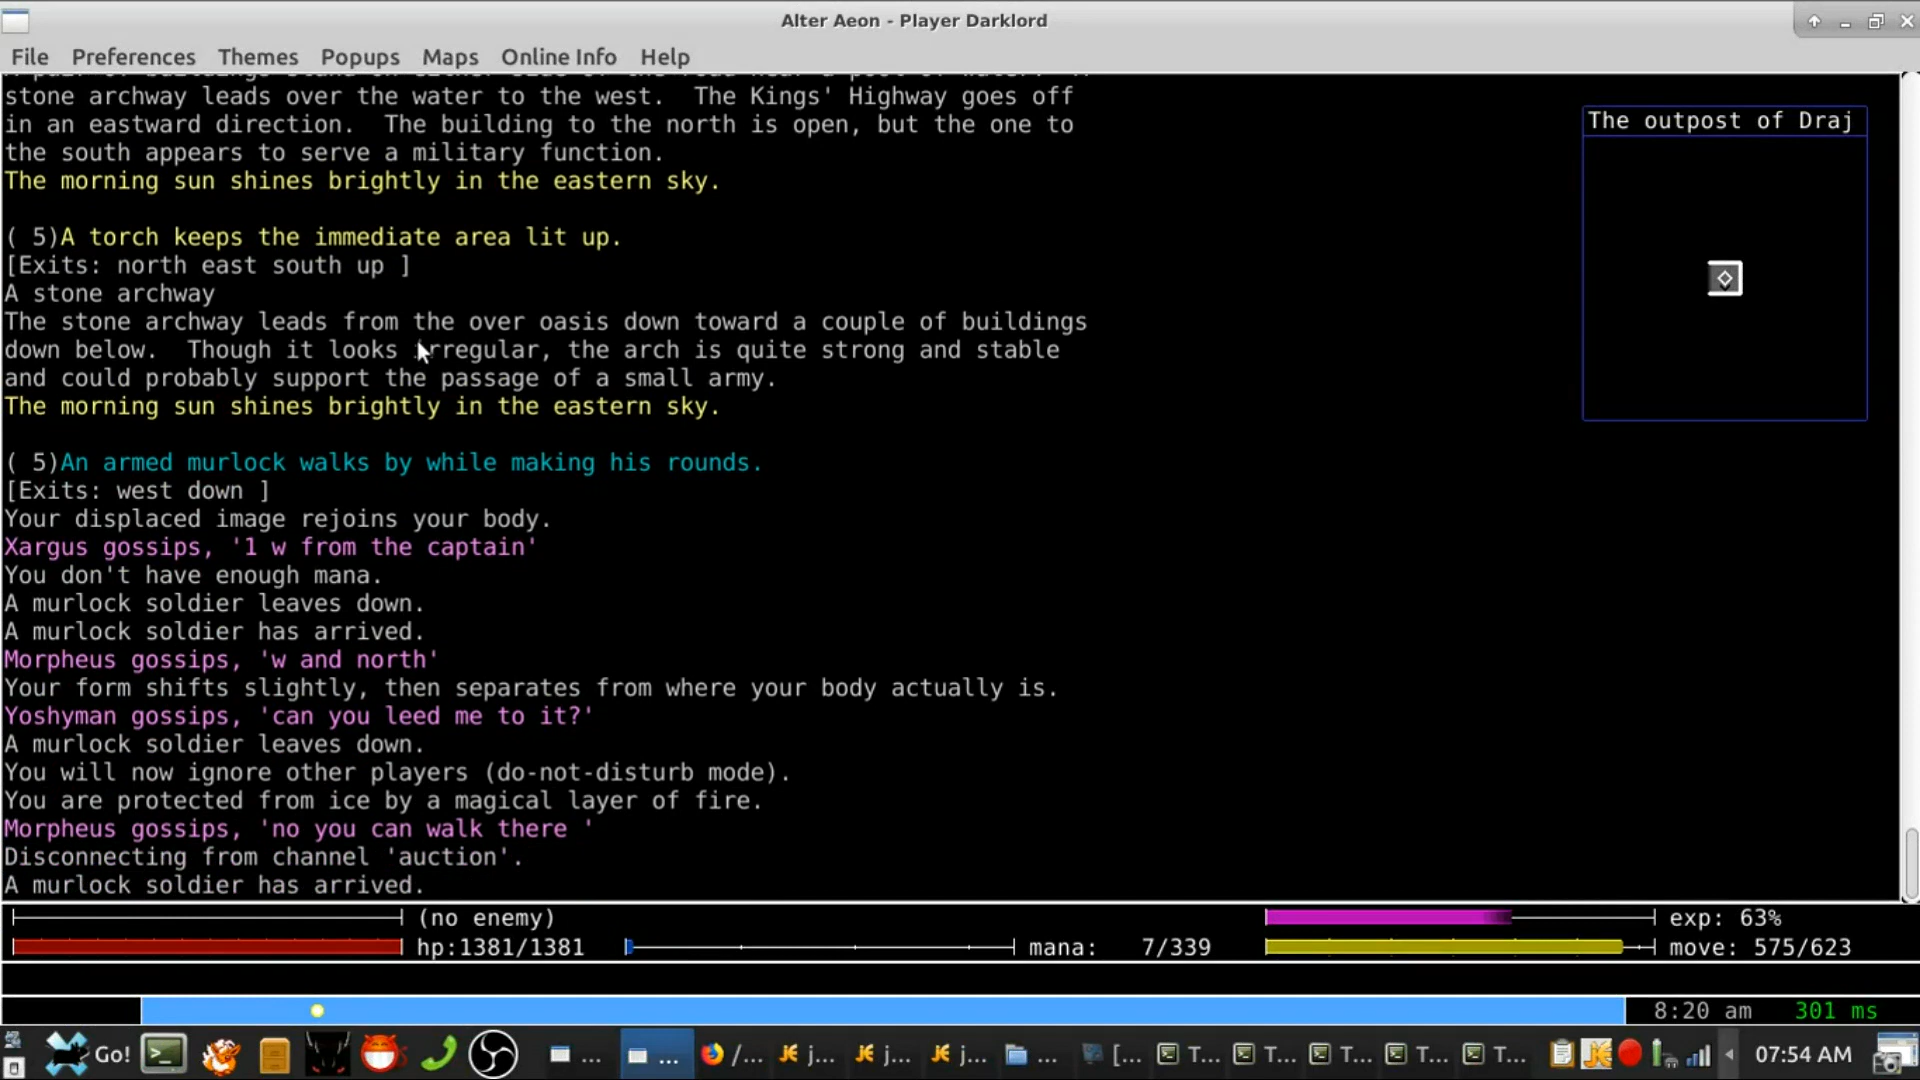 Alter Aeon - Player Darklord
File Preferences Themes Popups Maps Online Info Help
stone archway leads over the water to the west.  The Kings' Highway goes off
in an eastward direction.  The building to the north is open, but the one to
the south appears to serve a military function.
The morning sun shines brightly in the eastern sky.
( 5)A torch keeps the immediate area lit up.
[Exits: north east south up ]
A stone archway
The stone archway leads from the over oasis down toward a couple of buildings
down below.  Though it looks irregular, the arch is quite strong and stable
and could probably support the passage of a small army.
The morning sun shines brightly in the eastern sky.
( 5)An armed murlock walks by while making his rounds.
[Exits: west down ]
Your displaced image rejoins your body.
Xargus gossips, '1 w from the captain'
You don't have enough mana.
A murlock soldier leaves down.
A murlock soldier has arrived.
Morpheus gossips, 'w and north'
Your form shifts slightly, then separates from where your body actually is.
Yoshyman gossips, 'can you leed me to it?'
A murlock soldier leaves down.
You will now ignore other players (do-not-disturb mode).
You are protected from ice by a magical layer of fire.
Morpheus gossips, 'no you can walk there '
Disconnecting from channel 'auction'.
A murlock soldier has arrived.
The outpost of Draj
(no enemy) exp: 63%
hp:1381/1381 mana: 7/339 move: 575/623
8:20 am 301 ms
Go! ... ... /... j... j... j... ... [... T... T... T... T... T... 07:54 AM